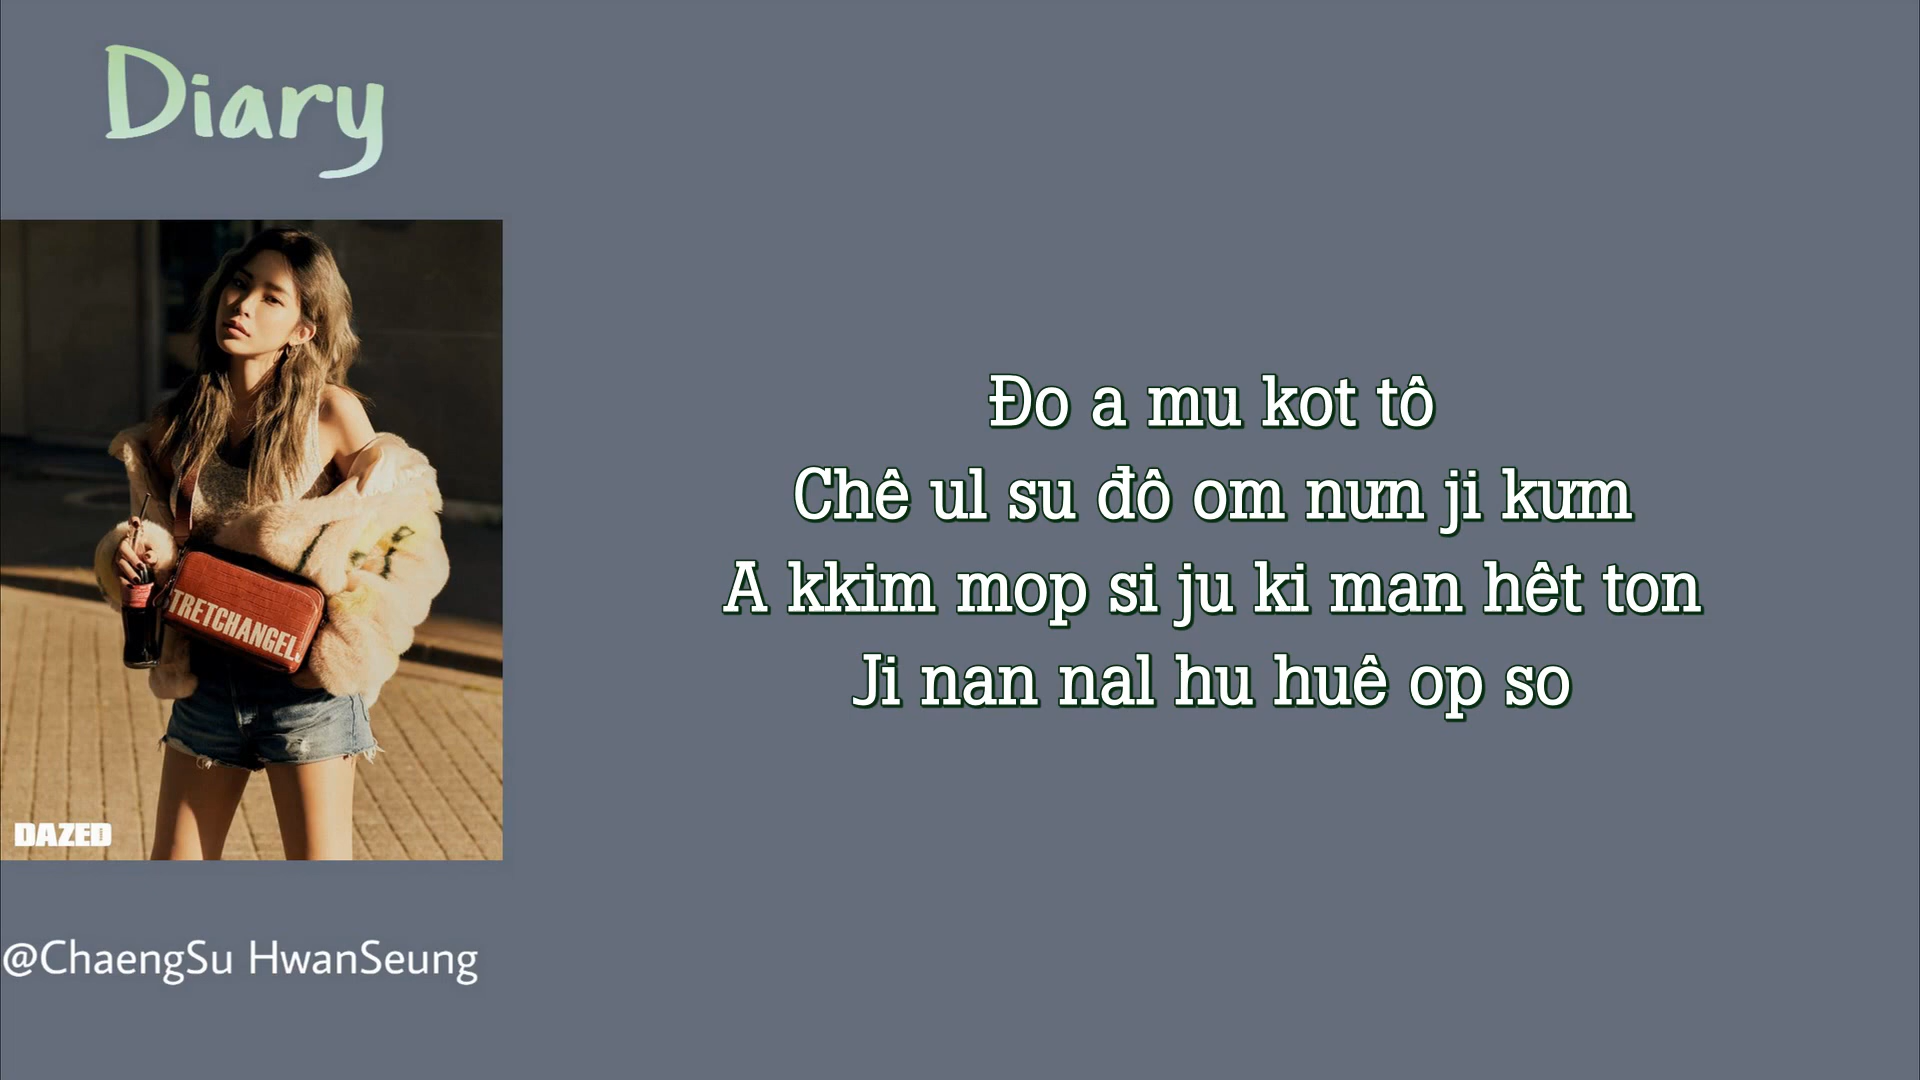 Diary
STRETCHANGELS
DAZED
Đo a mu kot tô
Chê ul su đô om nưn ji kưm
A kkim mop si ju ki man hêt ton
Ji nan nal hu huê op so
@ChaengSu HwanSeung